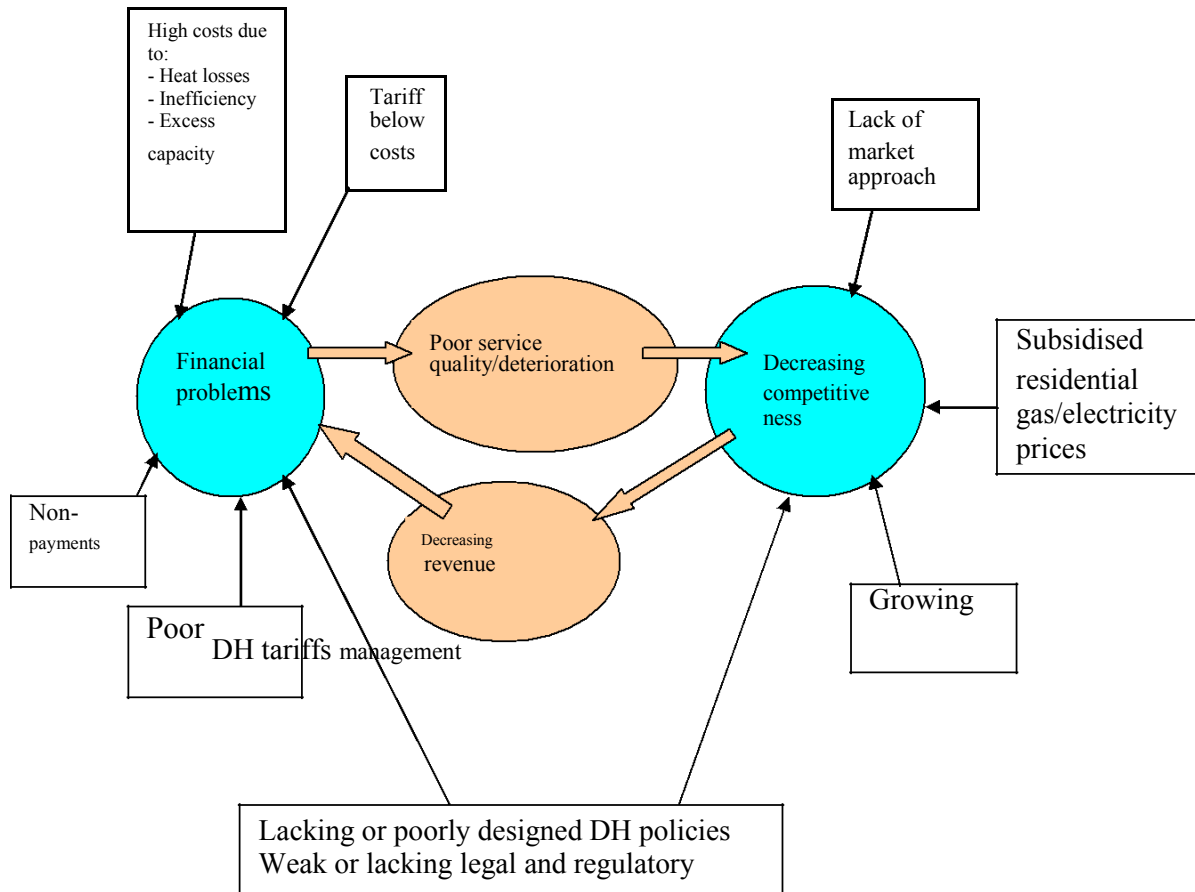 High costs due
to:
- Heat losses
- Inefficiency
- Excess
capacity
Tariff
below
costs
Lack of
market
approach
Financial
problems
Poor service
quality/deterioration
Decreasing
competitive
ness
Subsidised
residential
gas/electricity
prices
Non-
payments
Decreasing
revenue
Poor
DH tariffs management
Growing
Lacking or poorly designed DH policies
Weak or lacking legal and regulatory